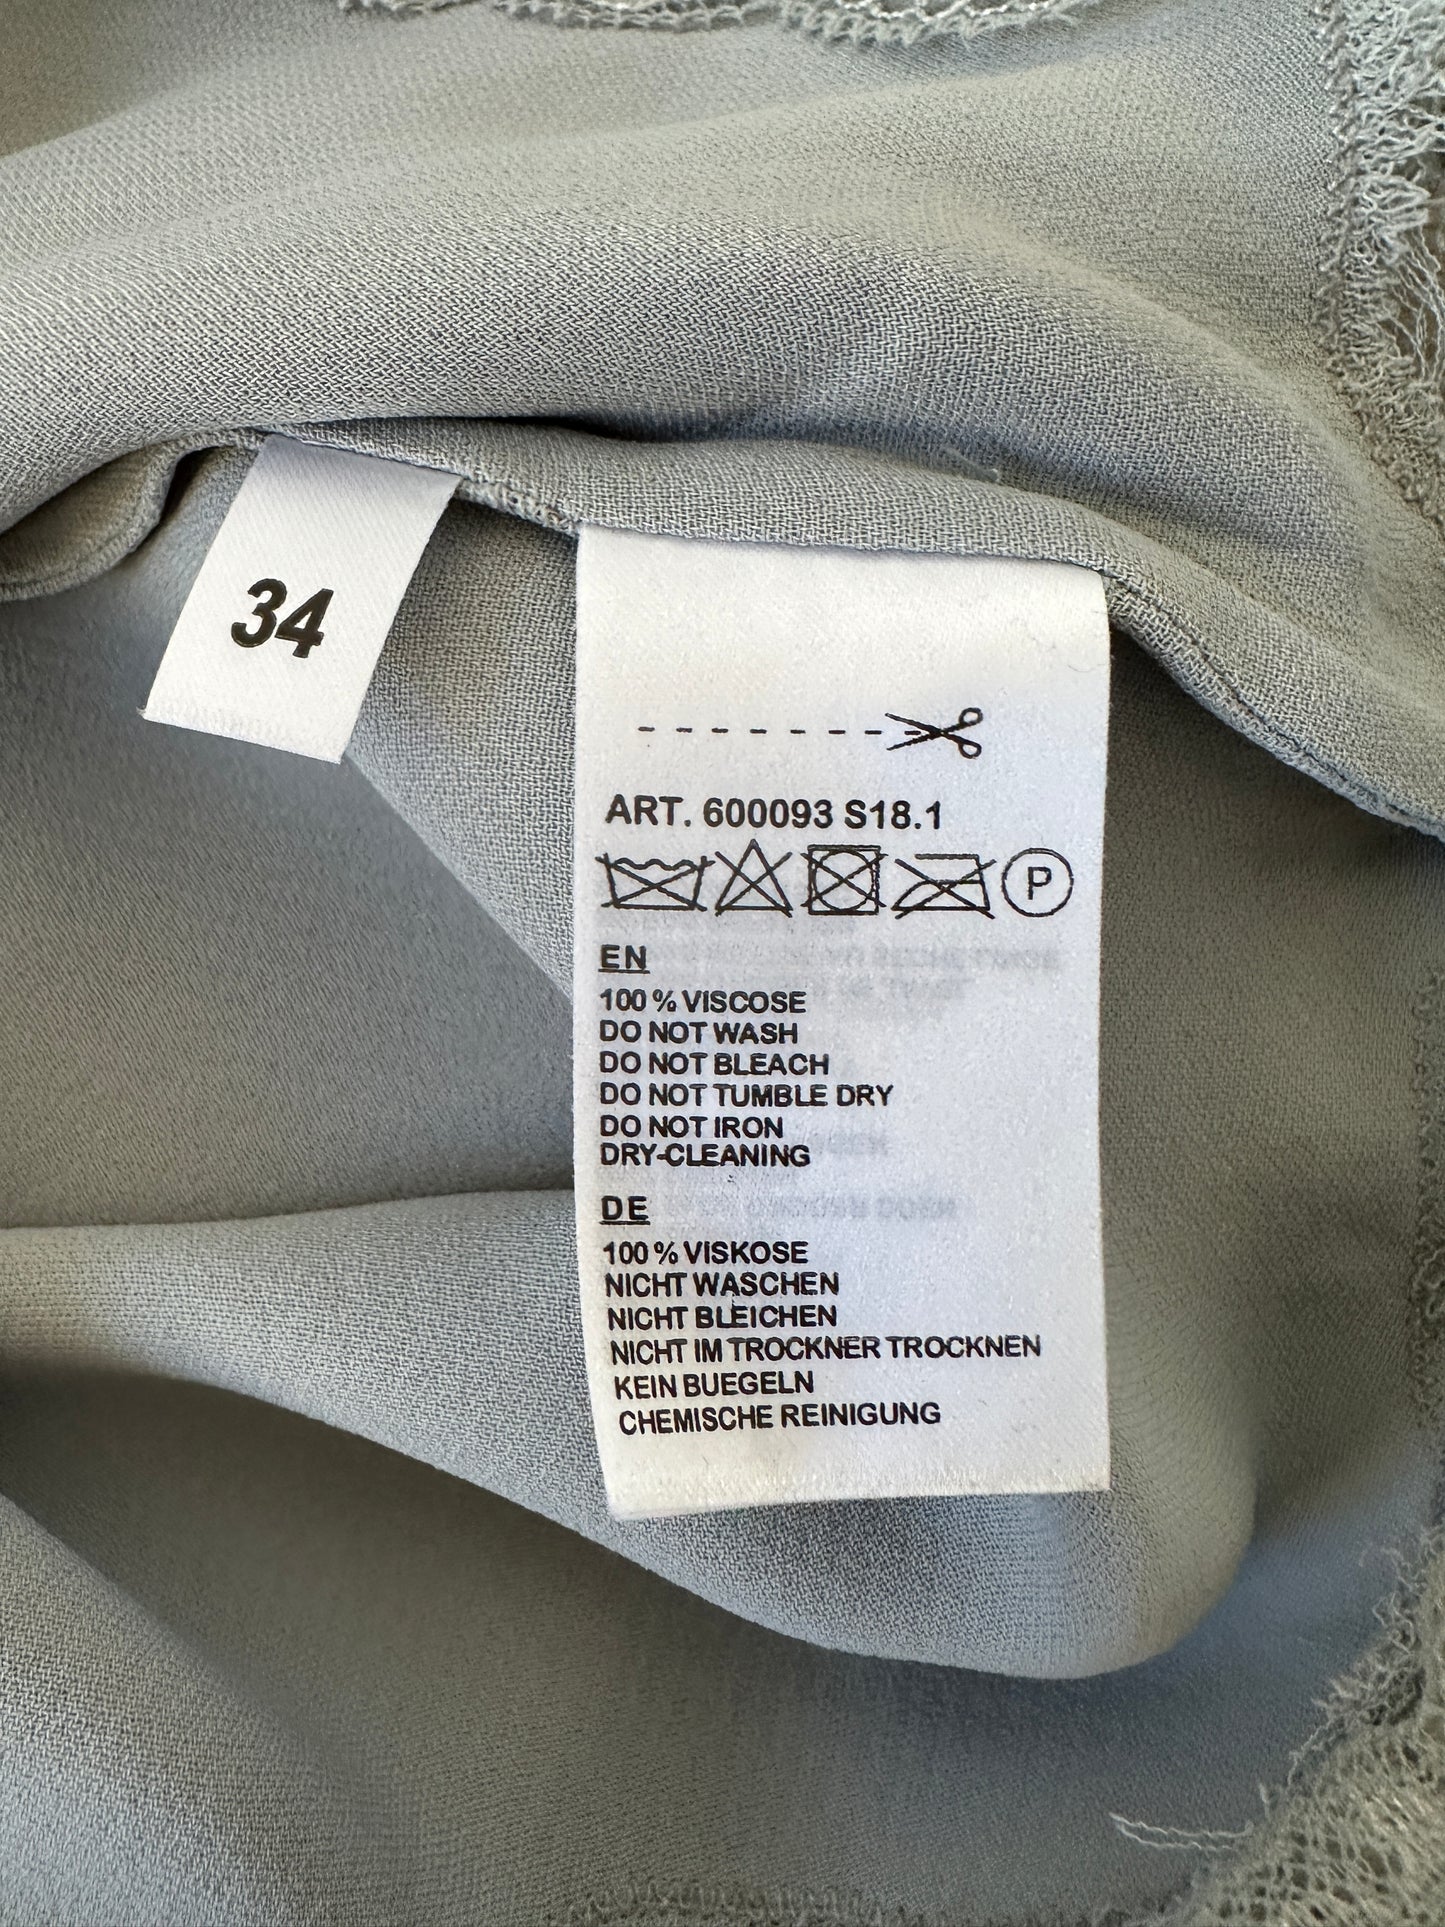 34
ART. 600093 S18.1
P
EN
100 % VISCOSE
DO NOT WASH
DO NOT BLEACH
DO NOT TUMBLE DRY
DO NOT IRON
DRY-CLEANING
DE
100 % VISKOSE
NICHT WASCHEN
NICHT BLEICHEN
NICHT IM TROCKNER TROCKNEN
KEIN BUEGELN
CHEMISCHE REINIGUNG